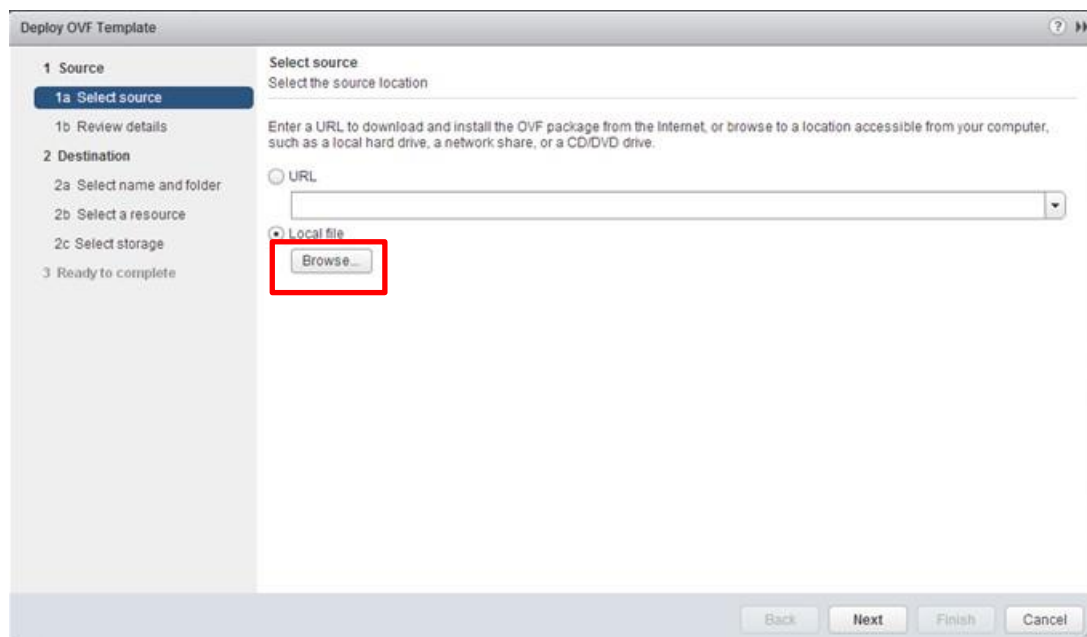 Deploy OVF Template
1 Source
1a Select source
1b Review details
2 Destination
2a Select name and folder
2b Select a resource
2c Select storage
3 Ready to complete
Select source
Select the source location
Enter a URL to download and install the OVF package from the Internet, or browse to a location accessible from your computer,
such as a local hard drive, a network share, or a CD/DVD drive.
URL
Local file
Browse...
Back Next Finish Cancel